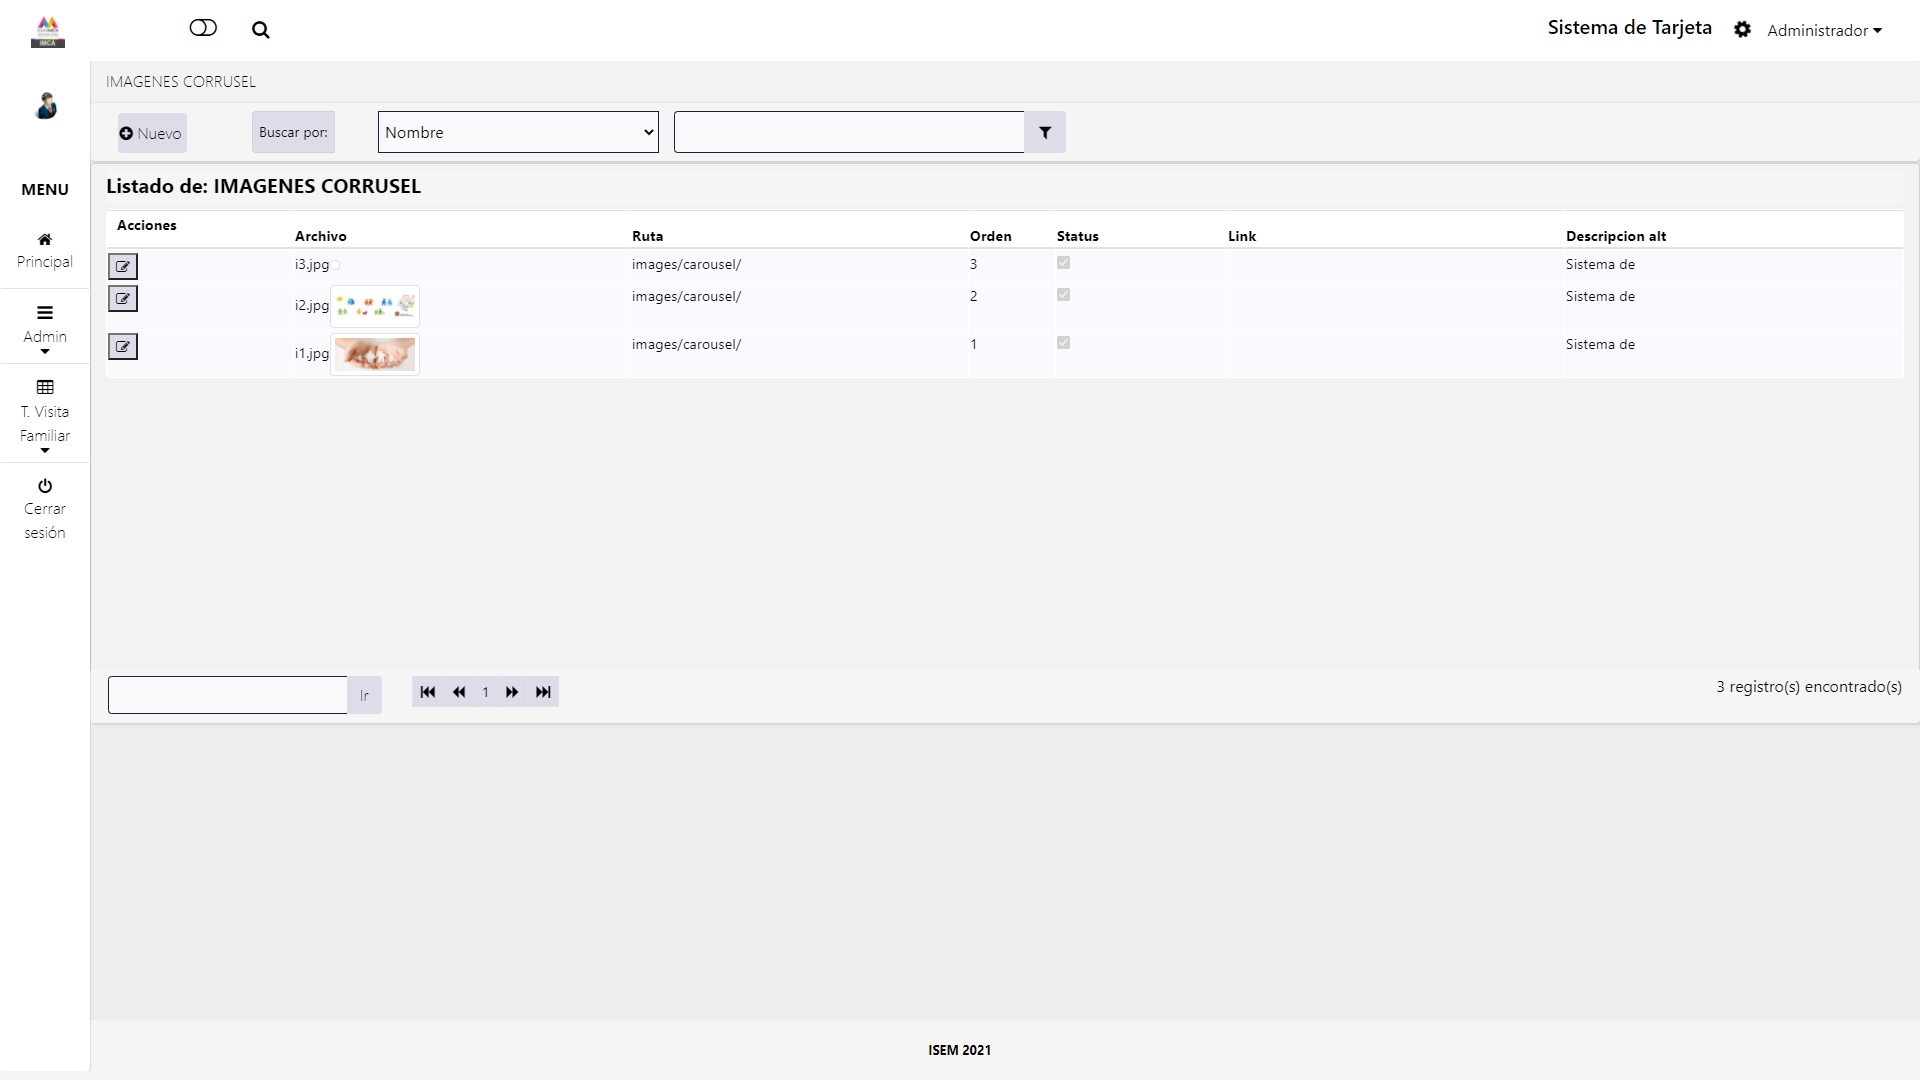 IMCA
Sistema de Tarjeta
Administrador
IMAGENES CORRUSEL
Nuevo
Buscar por:
Nombre
MENU
Principal
Admin
T. Visita
Familiar
Cerrar
sesión
Listado de: IMAGENES CORRUSEL
Acciones Archivo Ruta Orden Status Link Descripcion alt
i3.jpg images/carousel/ 3 Sistema de
i2.jpg images/carousel/ 2 Sistema de
i1.jpg images/carousel/ 1 Sistema de
Ir
1
3 registro(s) encontrado(s)
ISEM 2021